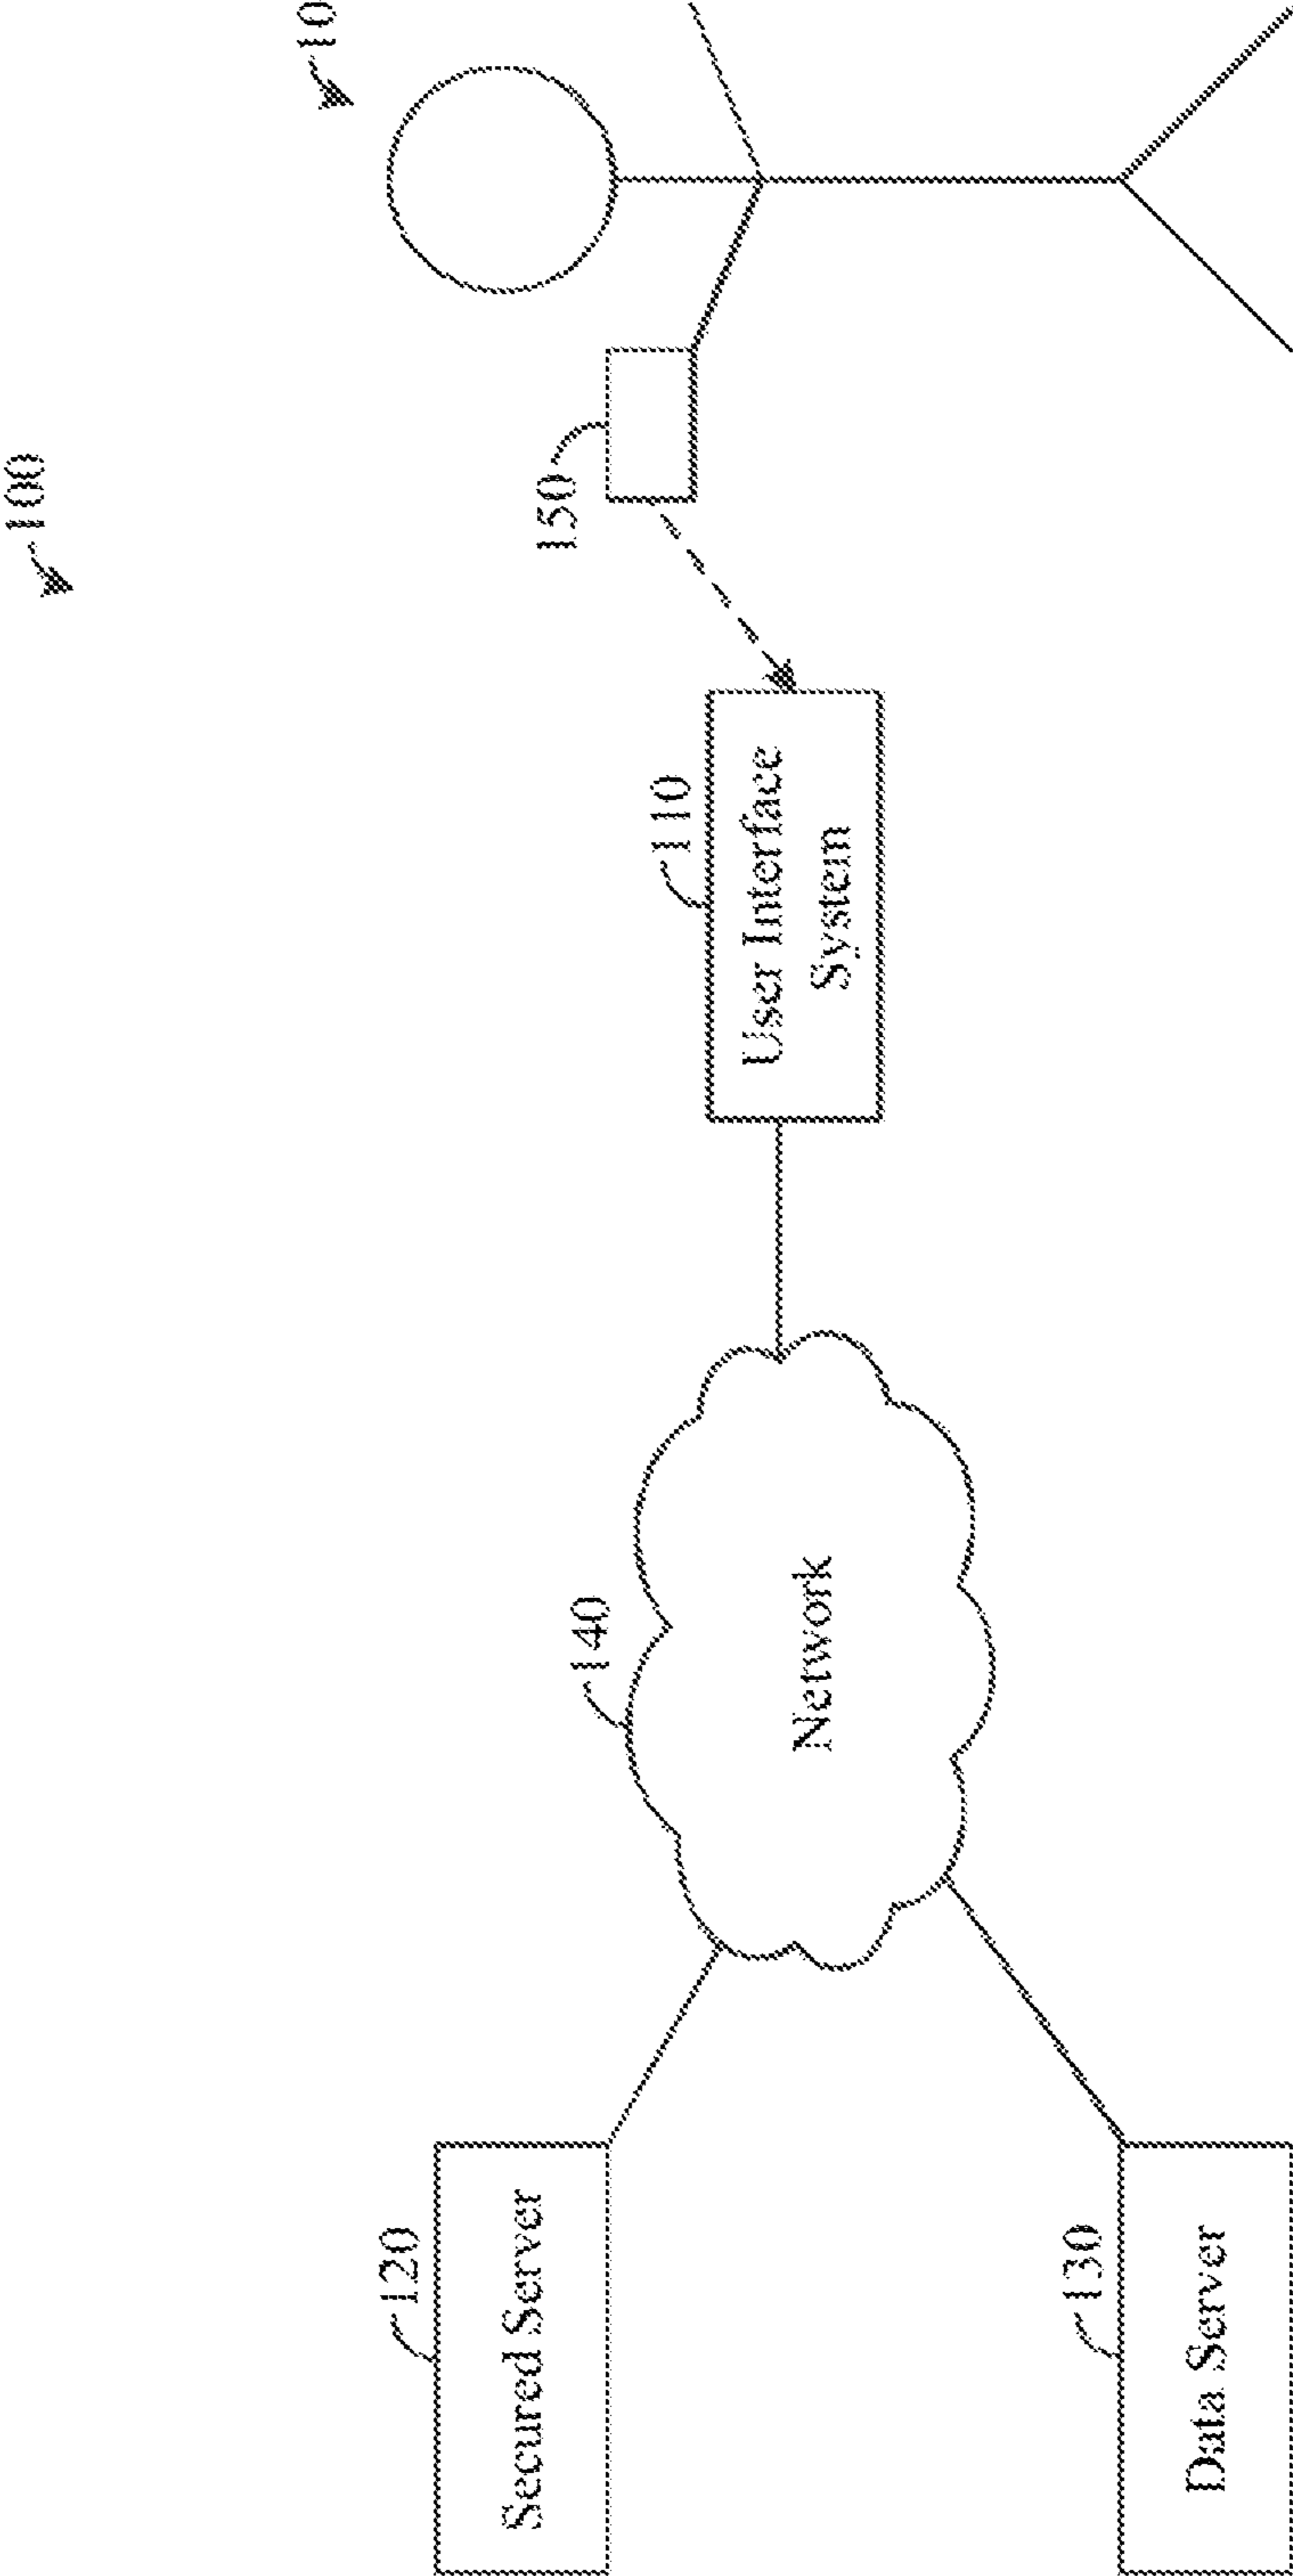 100
10
120
Secured Server
150
140
110
User Interface
System
Network
130
Data Server